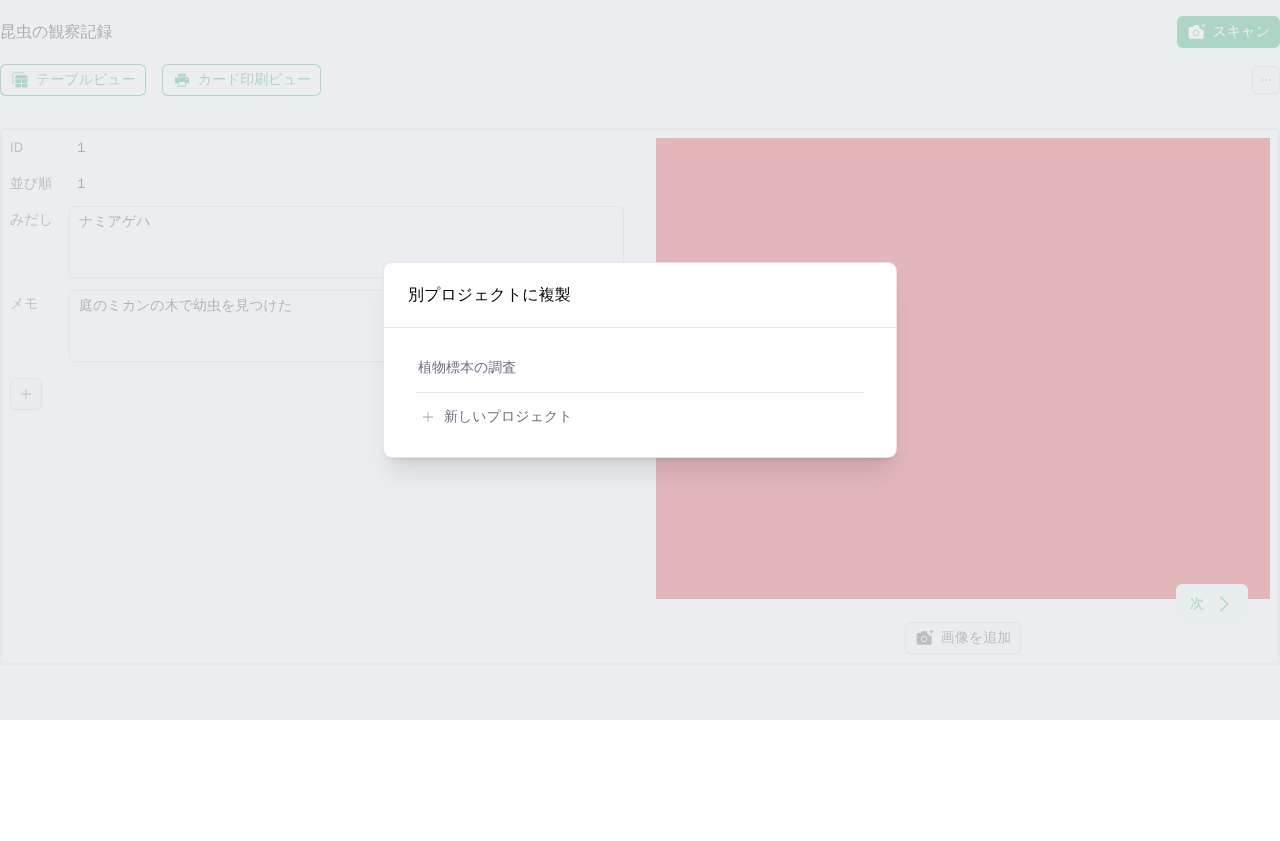 昆虫の観察記録
スキャン
テーブルビュー
カード印刷ビュー
ID
1
並び順
1
みだし
ナミアゲハ
メモ
庭のミカンの木で幼虫を見つけた
別プロジェクトに複製
植物標本の調査
新しいプロジェクト
次
画像を追加